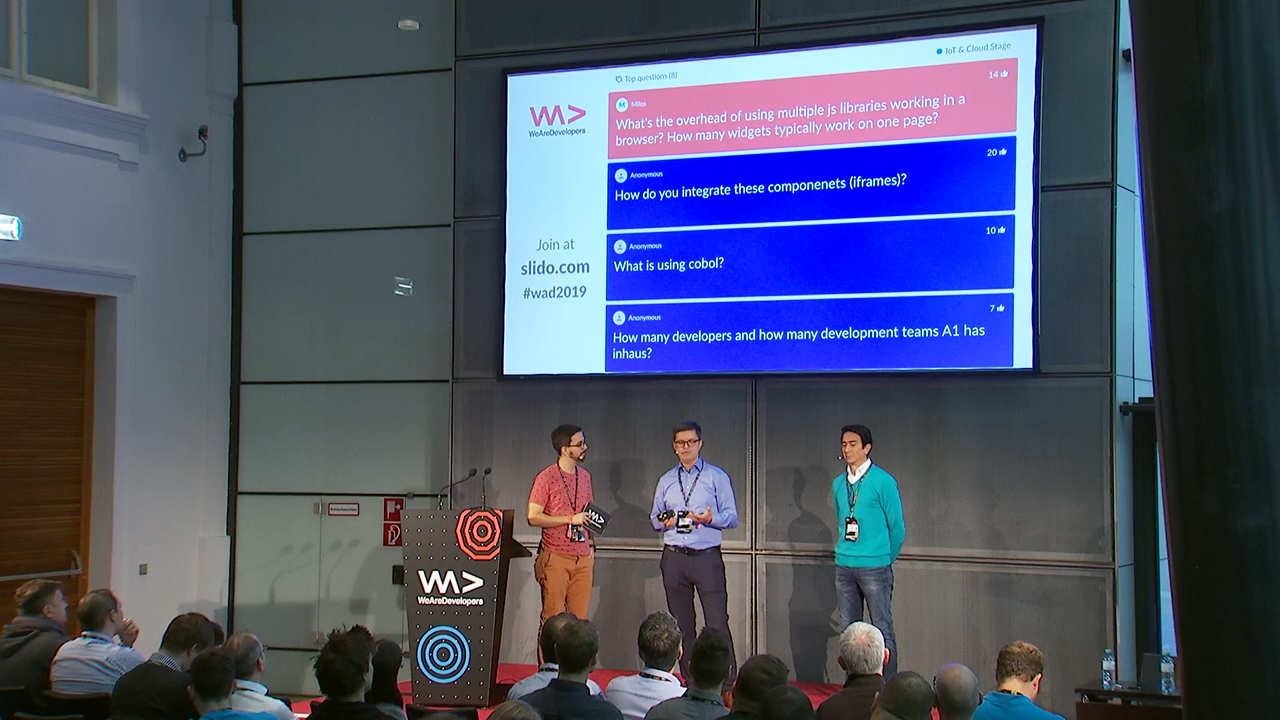 IoT & Cloud Stage
Top questions (8)
WeAreDevelopers
Join at
slido.com
#wad2019
M
Milos
14
What's the overhead of using multiple js libraries working in a
browser? How many widgets typically work on one page?
Anonymous
20
How do you integrate these componenets (iframes)?
Anonymous
10
What is using cobol?
Anonymous
7
How many developers and how many development teams A1 has
inhaus?
WeAreDevelopers